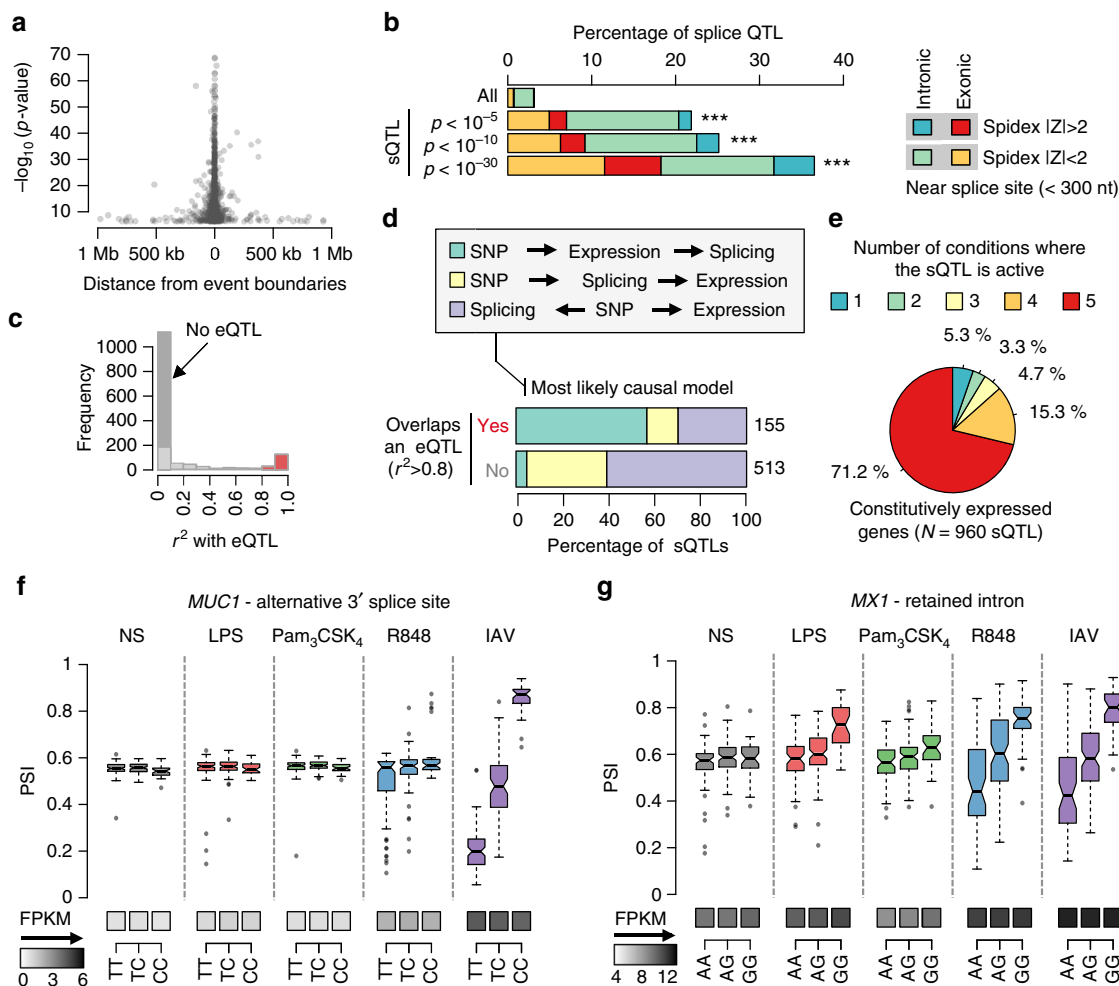 a
70
60
50
40
30
20
10
–log10 (p-value)
1 Mb 500 kb 0 500 kb 1 Mb
Distance from event boundaries
b
Percentage of splice QTL
0 10 20 30 40
All
sQTL
p < 10–5 ***
p < 10–10 ***
p < 10–30 ***
Intronic
Exonic
Spidex |Z|>2
Spidex |Z|<2
Near splice site (< 300 nt)
c
No eQTL
Frequency
1000
800
600
400
200
0
0 0.2 0.4 0.6 0.8 1.0
r2 with eQTL
d
SNP Expression Splicing
SNP Splicing Expression
Splicing SNP Expression
Most likely causal model
Overlaps
an eQTL
(r2>0.8)
Yes 155
No 513
0 20 40 60 80 100
Percentage of sQTLs
e
Number of conditions where
the sQTL is active
1 2 3 4 5
5.3 %
3.3 %
4.7 %
15.3 %
71.2 %
Constitutively expressed
genes (N = 960 sQTL)
f
MUC1 - alternative 3′ splice site
NS LPS Pam3CSK4 R848 IAV
1
0.8
0.6
0.4
0.2
0
PSI
FPKM
0 3 6
TT TC CC TT TC CC TT TC CC TT TC CC TT TC CC
g
MX1 - retained intron
NS LPS Pam3CSK4 R848 IAV
1
0.8
0.6
0.4
0.2
0
PSI
FPKM
4 8 12
AA AG GG AA AG GG AA AG GG AA AG GG AA AG GG